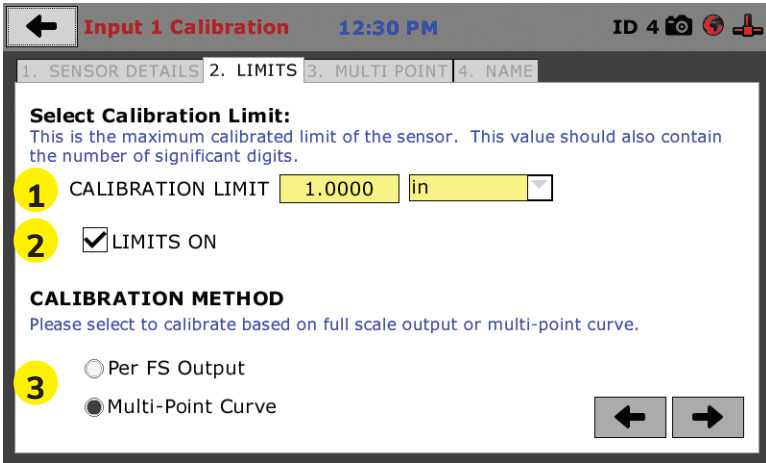 Input 1 Calibration 12:30 PM ID 4
1. SENSOR DETAILS 2. LIMITS 3. MULTI POINT 4. NAME
Select Calibration Limit:
This is the maximum calibrated limit of the sensor. This value should also contain
the number of significant digits.
1 CALIBRATION LIMIT 1.0000 in
2 LIMITS ON
CALIBRATION METHOD
Please select to calibrate based on full scale output or multi-point curve.
Per FS Output
3
Multi-Point Curve